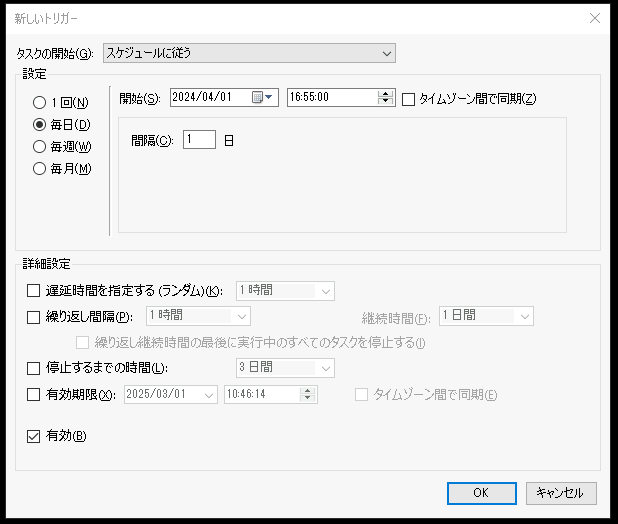 新しいトリガー
タスクの開始(G): スケジュールに従う
設定
1 回(N)
毎日(D)
毎週(W)
毎月(M)
開始(S): 2024/04/01 16:55:00 タイムゾーン間で同期(Z)
間隔(C): 1 日
詳細設定
遅延時間を指定する (ランダム)(K): 1 時間
繰り返し間隔(P): 1 時間 継続時間(F): 1 日間
繰り返し継続時間の最後に実行中のすべてのタスクを停止する(I)
停止するまでの時間(L): 3 日間
有効期限(X): 2025/03/01 10:46:14 タイムゾーン間で同期(E)
有効(B)
OK キャンセル